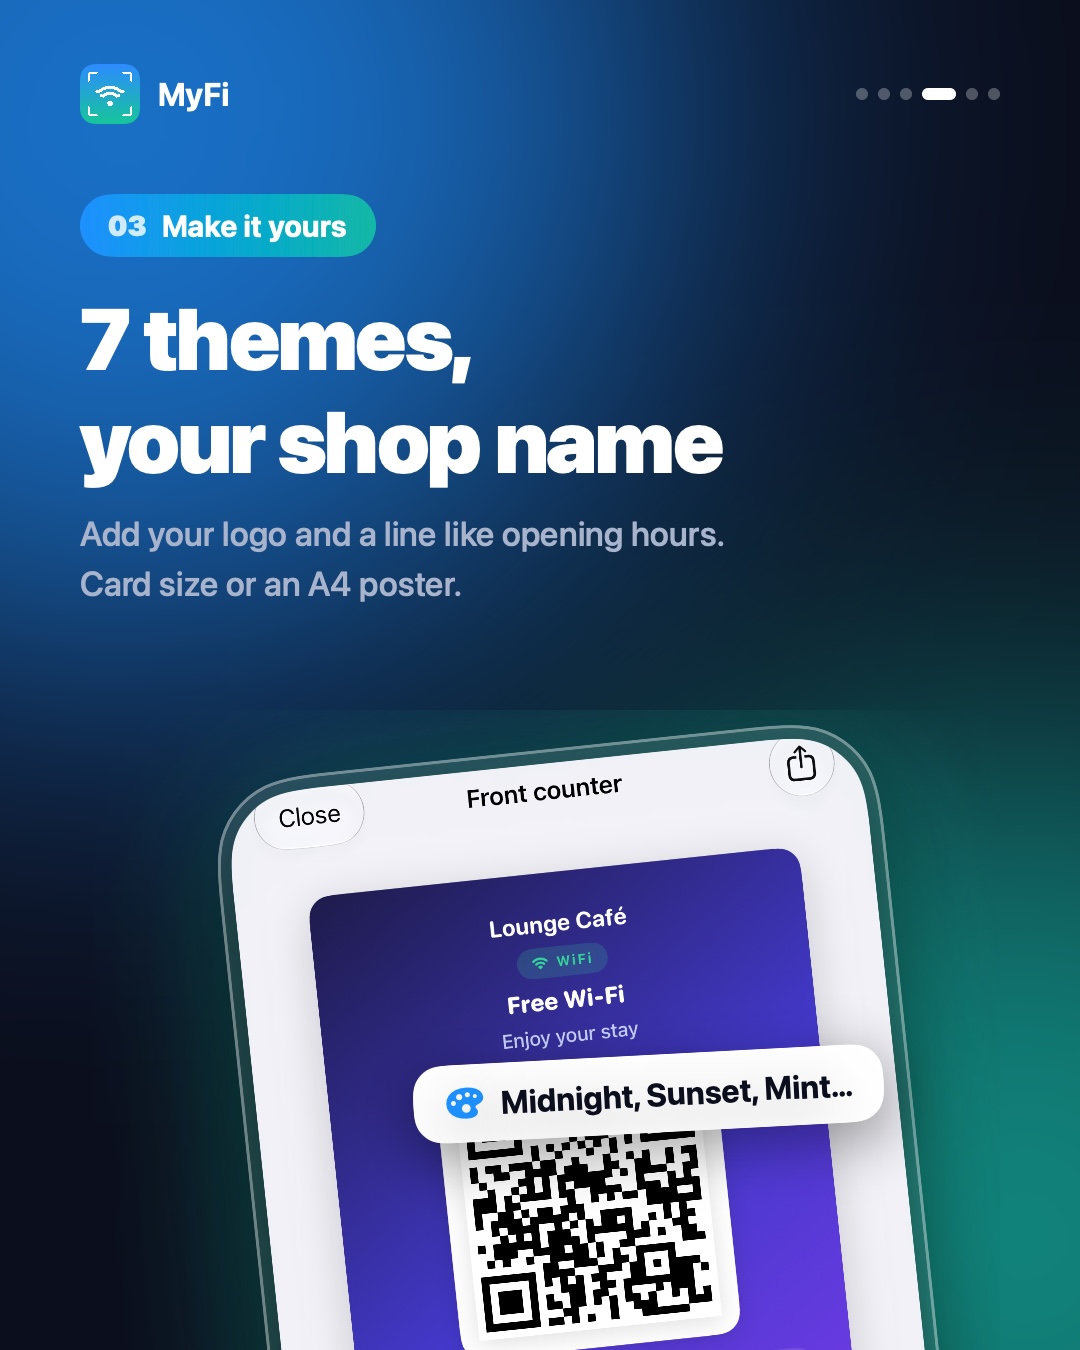 MyFi
03 Make it yours
7 themes,
your shop name
Add your logo and a line like opening hours.
Card size or an A4 poster.
Close
Front counter
Lounge Café
WiFi
Free Wi-Fi
Enjoy your stay
Midnight, Sunset, Mint...